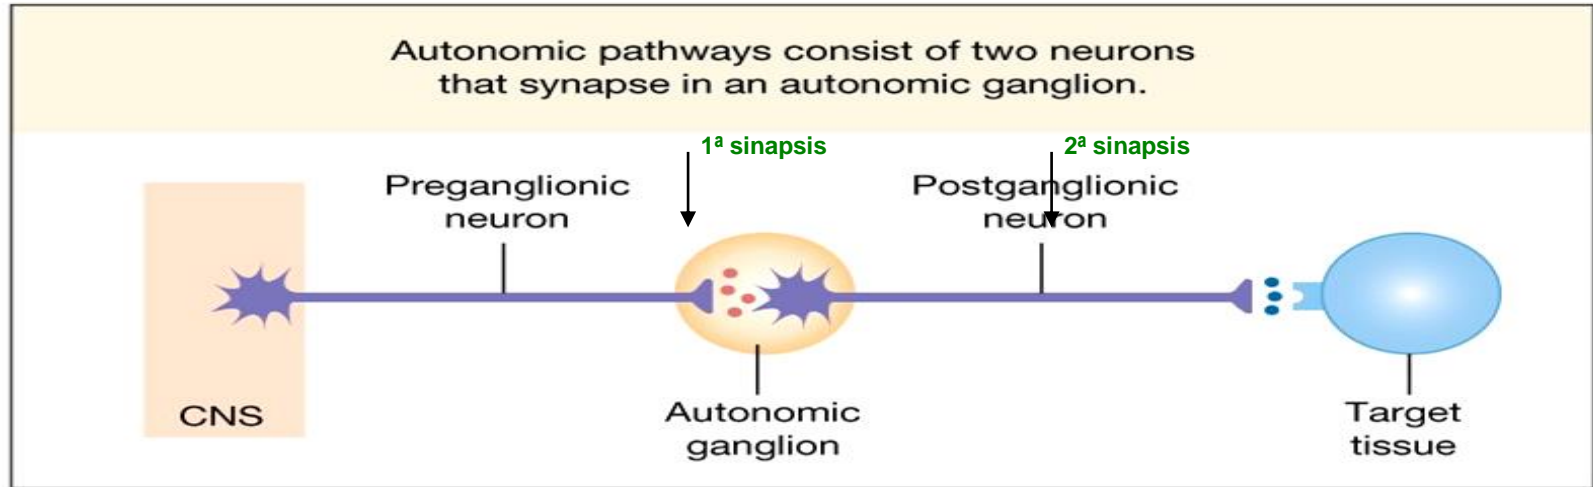 Autonomic pathways consist of two neurons
that synapse in an autonomic ganglion.
1ª sinapsis
2ª sinapsis
Preganglionic
neuron
Postganglionic
neuron
CNS
Autonomic
ganglion
Target
tissue